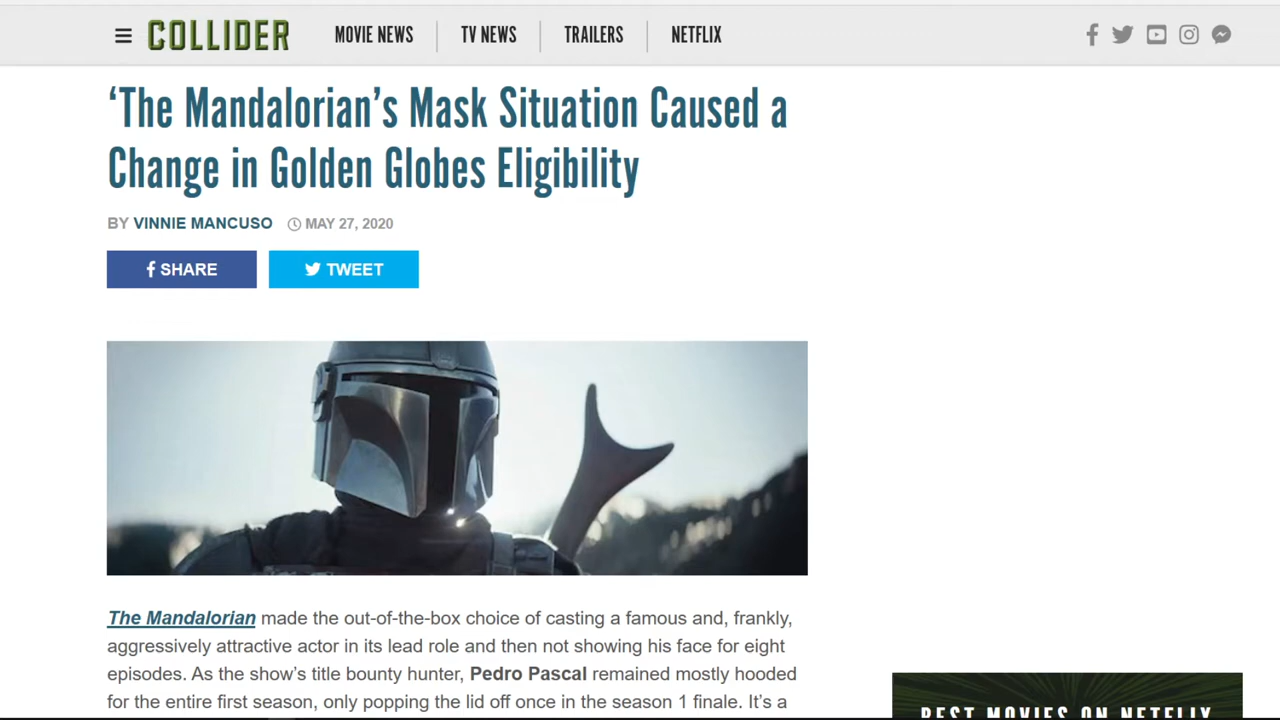 COLLIDER
MOVIE NEWS
TV NEWS
TRAILERS
NETFLIX
‘The Mandalorian’s Mask Situation Caused a
Change in Golden Globes Eligibility
BY VINNIE MANCUSO MAY 27, 2020
SHARE
TWEET
The Mandalorian made the out-of-the-box choice of casting a famous and, frankly,
aggressively attractive actor in its lead role and then not showing his face for eight
episodes. As the show’s title bounty hunter, Pedro Pascal remained mostly hooded
for the entire first season, only popping the lid off once in the season 1 finale. It’s a
BEST MOVIES ON NETFLIX